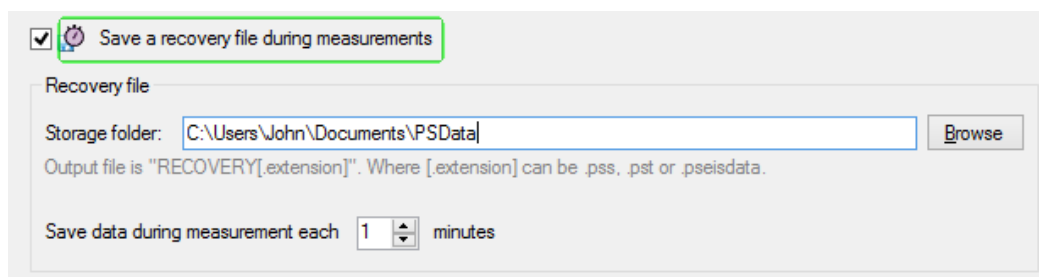 Save a recovery file during measurements
Recovery file
Storage folder: C:\Users\John\Documents\PSData Browse
Output file is "RECOVERY[.extension]". Where [.extension] can be .pss, .pst or .pseisdata.
Save data during measurement each 1 minutes